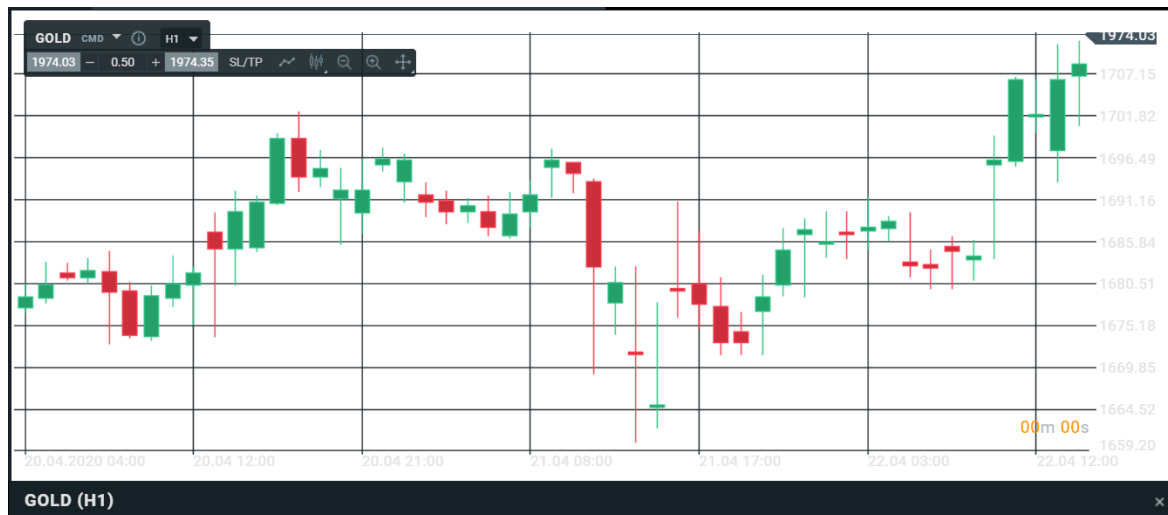 GOLD CMD H1
1974.03 – 0.50 + 1974.35 SL/TP
1974.03
1707.15
1701.82
1696.49
1691.16
1685.84
1680.51
1675.18
1669.85
1664.52
00m 00s
1659.20
20.04.2020 04:00 20.04 12:00 20.04 21:00 21.04 08:00 21.04 17:00 22.04 03:00 22.04 12:00
GOLD (H1)